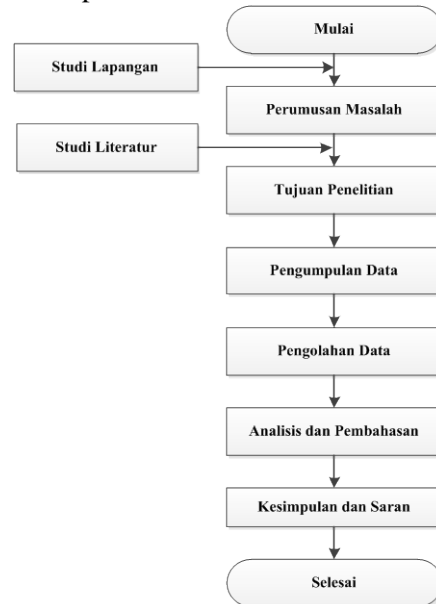 Mulai
Studi Lapangan
Perumusan Masalah
Studi Literatur
Tujuan Penelitian
Pengumpulan Data
Pengolahan Data
Analisis dan Pembahasan
Kesimpulan dan Saran
Selesai